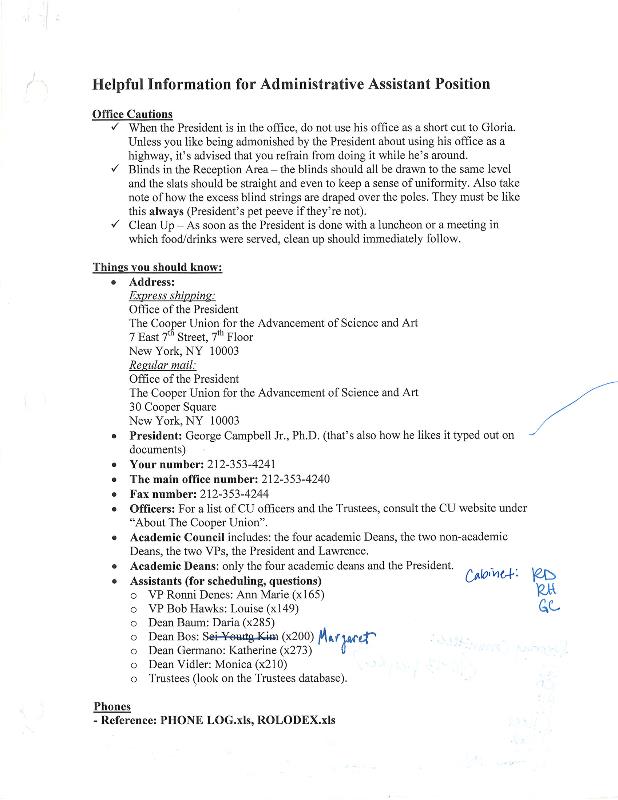 Helpful Information for Administrative Assistant Position
Office Cautions
✓ When the President is in the office, do not use his office as a short cut to Gloria.
Unless you like being admonished by the President about using his office as a
highway, it's advised that you refrain from doing it while he's around.
✓ Blinds in the Reception Area – the blinds should all be drawn to the same level
and the slats should be straight and even to keep a sense of uniformity. Also take
note of how the excess blind strings are draped over the poles. They must be like
this always (President's pet peeve if they're not).
✓ Clean Up – As soon as the President is done with a luncheon or a meeting in
which food/drinks were served, clean up should immediately follow.
Things you should know:
• Address:
Express shipping:
Office of the President
The Cooper Union for the Advancement of Science and Art
7 East 7th Street, 7th Floor
New York, NY 10003
Regular mail:
Office of the President
The Cooper Union for the Advancement of Science and Art
30 Cooper Square
New York, NY 10003
• President: George Campbell Jr., Ph.D. (that's also how he likes it typed out on
documents)
• Your number: 212-353-4241
• The main office number: 212-353-4240
• Fax number: 212-353-4244
• Officers: For a list of CU officers and the Trustees, consult the CU website under
"About The Cooper Union".
• Academic Council includes: the four academic Deans, the two non-academic
Deans, the two VPs, the President and Lawrence.
• Academic Deans: only the four academic deans and the President.
Cabinet: RD
RH
GC
• Assistants (for scheduling, questions)
o VP Ronni Denes: Ann Marie (x165)
o VP Bob Hawks: Louise (x149)
o Dean Baum: Daria (x285)
o Dean Bos: Sei Young Kim (x200) Margaret
o Dean Germano: Katherine (x273)
o Dean Vidler: Monica (x210)
o Trustees (look on the Trustees database).
Phones
- Reference: PHONE LOG.xls, ROLODEX.xls